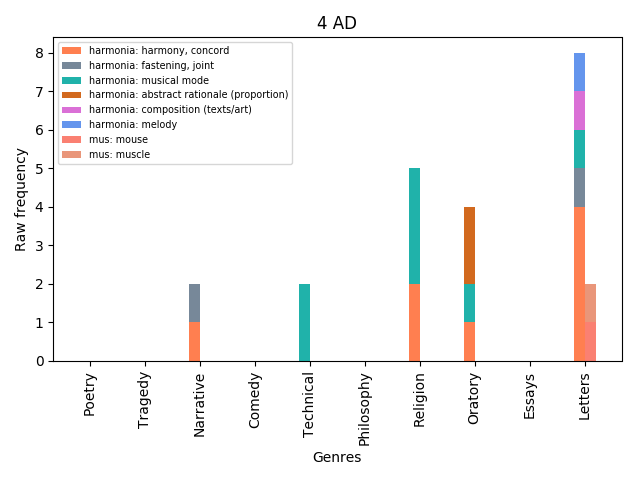 4 AD
harmonia: harmony, concord
harmonia: fastening, joint
harmonia: musical mode
harmonia: abstract rationale (proportion)
harmonia: composition (texts/art)
harmonia: melody
mus: mouse
mus: muscle
Raw frequency
8
7
6
5
4
3
2
1
0
Poetry
Tragedy
Narrative
Comedy
Technical
Philosophy
Religion
Oratory
Essays
Letters
Genres